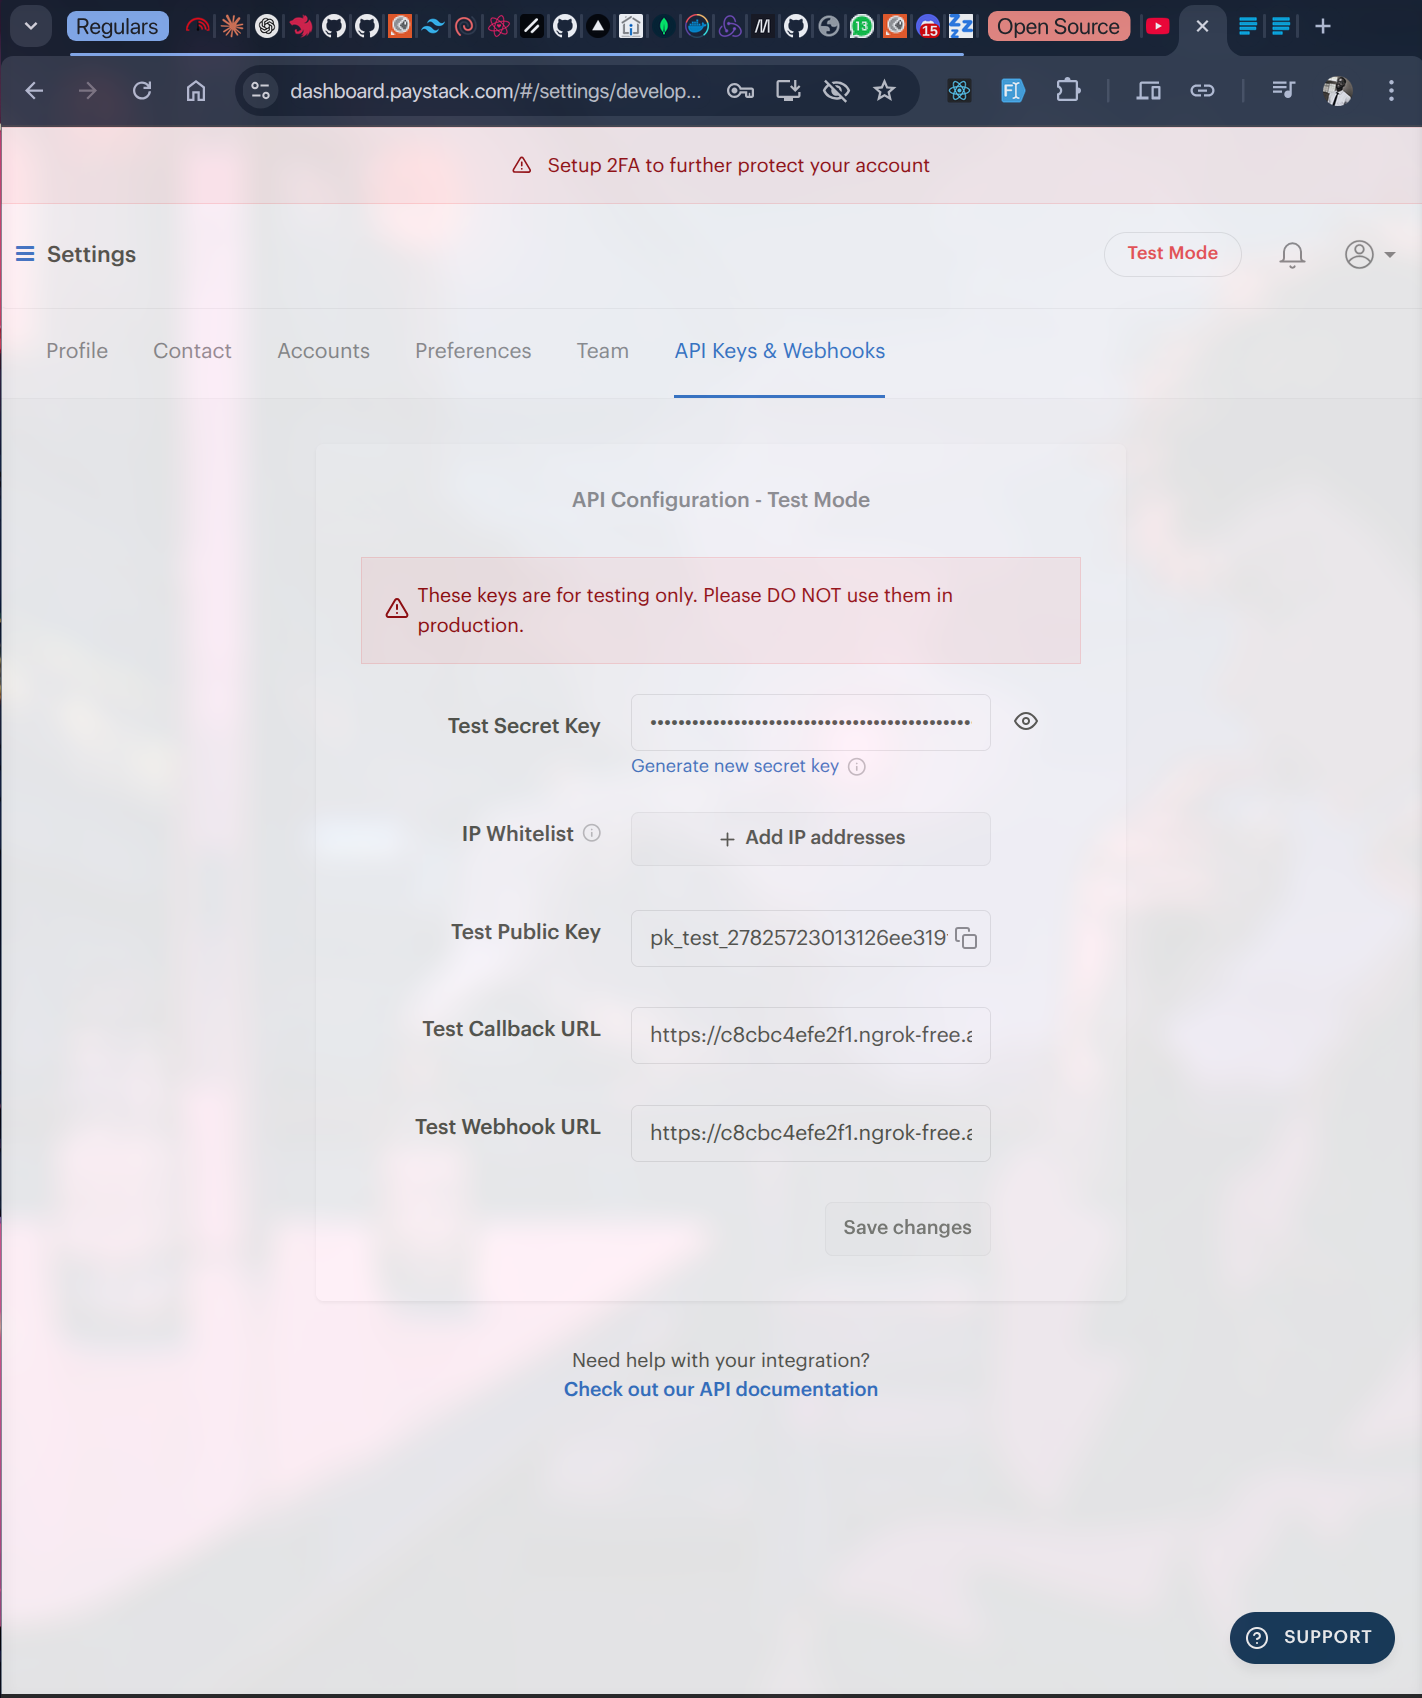 Regulars
13
15
Open Source
dashboard.paystack.com/#/settings/develop...
Setup 2FA to further protect your account
Settings
Test Mode
Profile
Contact
Accounts
Preferences
Team
API Keys & Webhooks
API Configuration - Test Mode
These keys are for testing only. Please DO NOT use them in
production.
Test Secret Key
••••••••••••••••••••••••••••••••••••••••••••••••
Generate new secret key
IP Whitelist
+ Add IP addresses
Test Public Key
pk_test_27825723013126ee319
Test Callback URL
https://c8cbc4efe2f1.ngrok-free.a
Test Webhook URL
https://c8cbc4efe2f1.ngrok-free.a
Save changes
Need help with your integration?
Check out our API documentation
SUPPORT